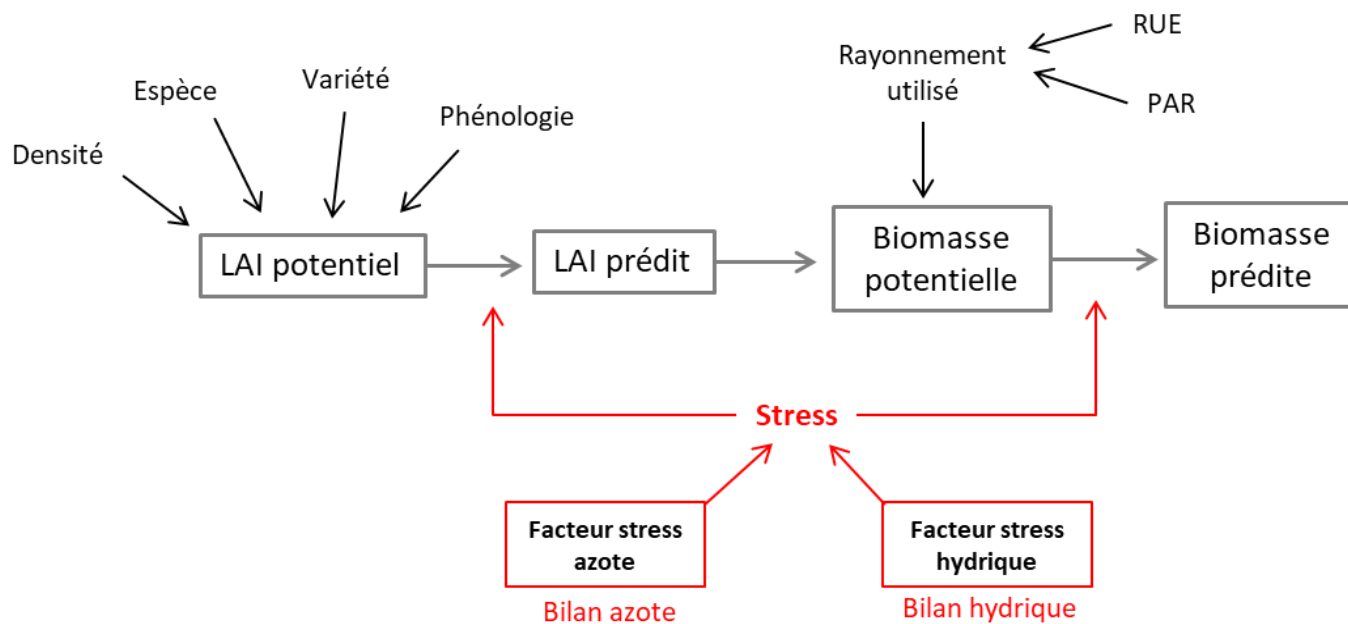 RUE
Rayonnement
utilisé
PAR
Variété
Espèce
Phénologie
Densité
LAI potentiel
LAI prédit
Biomasse
potentielle
Biomasse
prédite
Stress
Facteur stress
azote
Facteur stress
hydrique
Bilan azote
Bilan hydrique